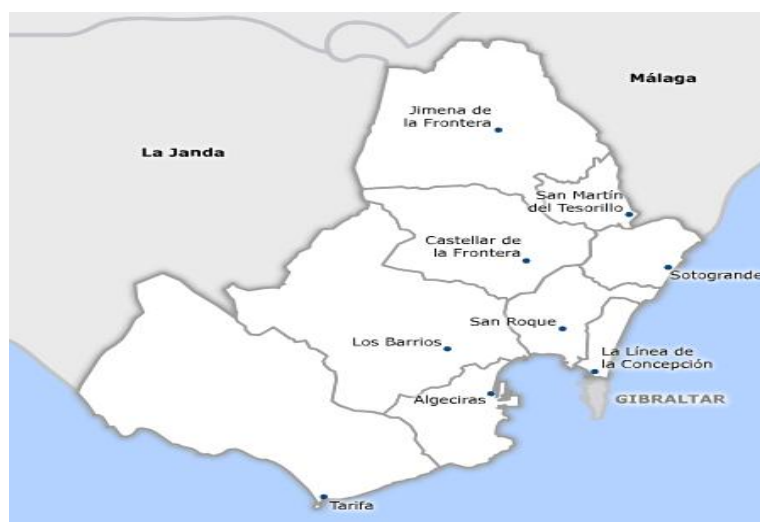 Málaga
Jimena de
la Frontera
La Janda
San Martín
del Tesorillo
Castellar de
la Frontera
Sotogrande
San Roque
Los Barrios
La Línea de
la Concepción
Algeciras
GIBRALTAR
Tarifa